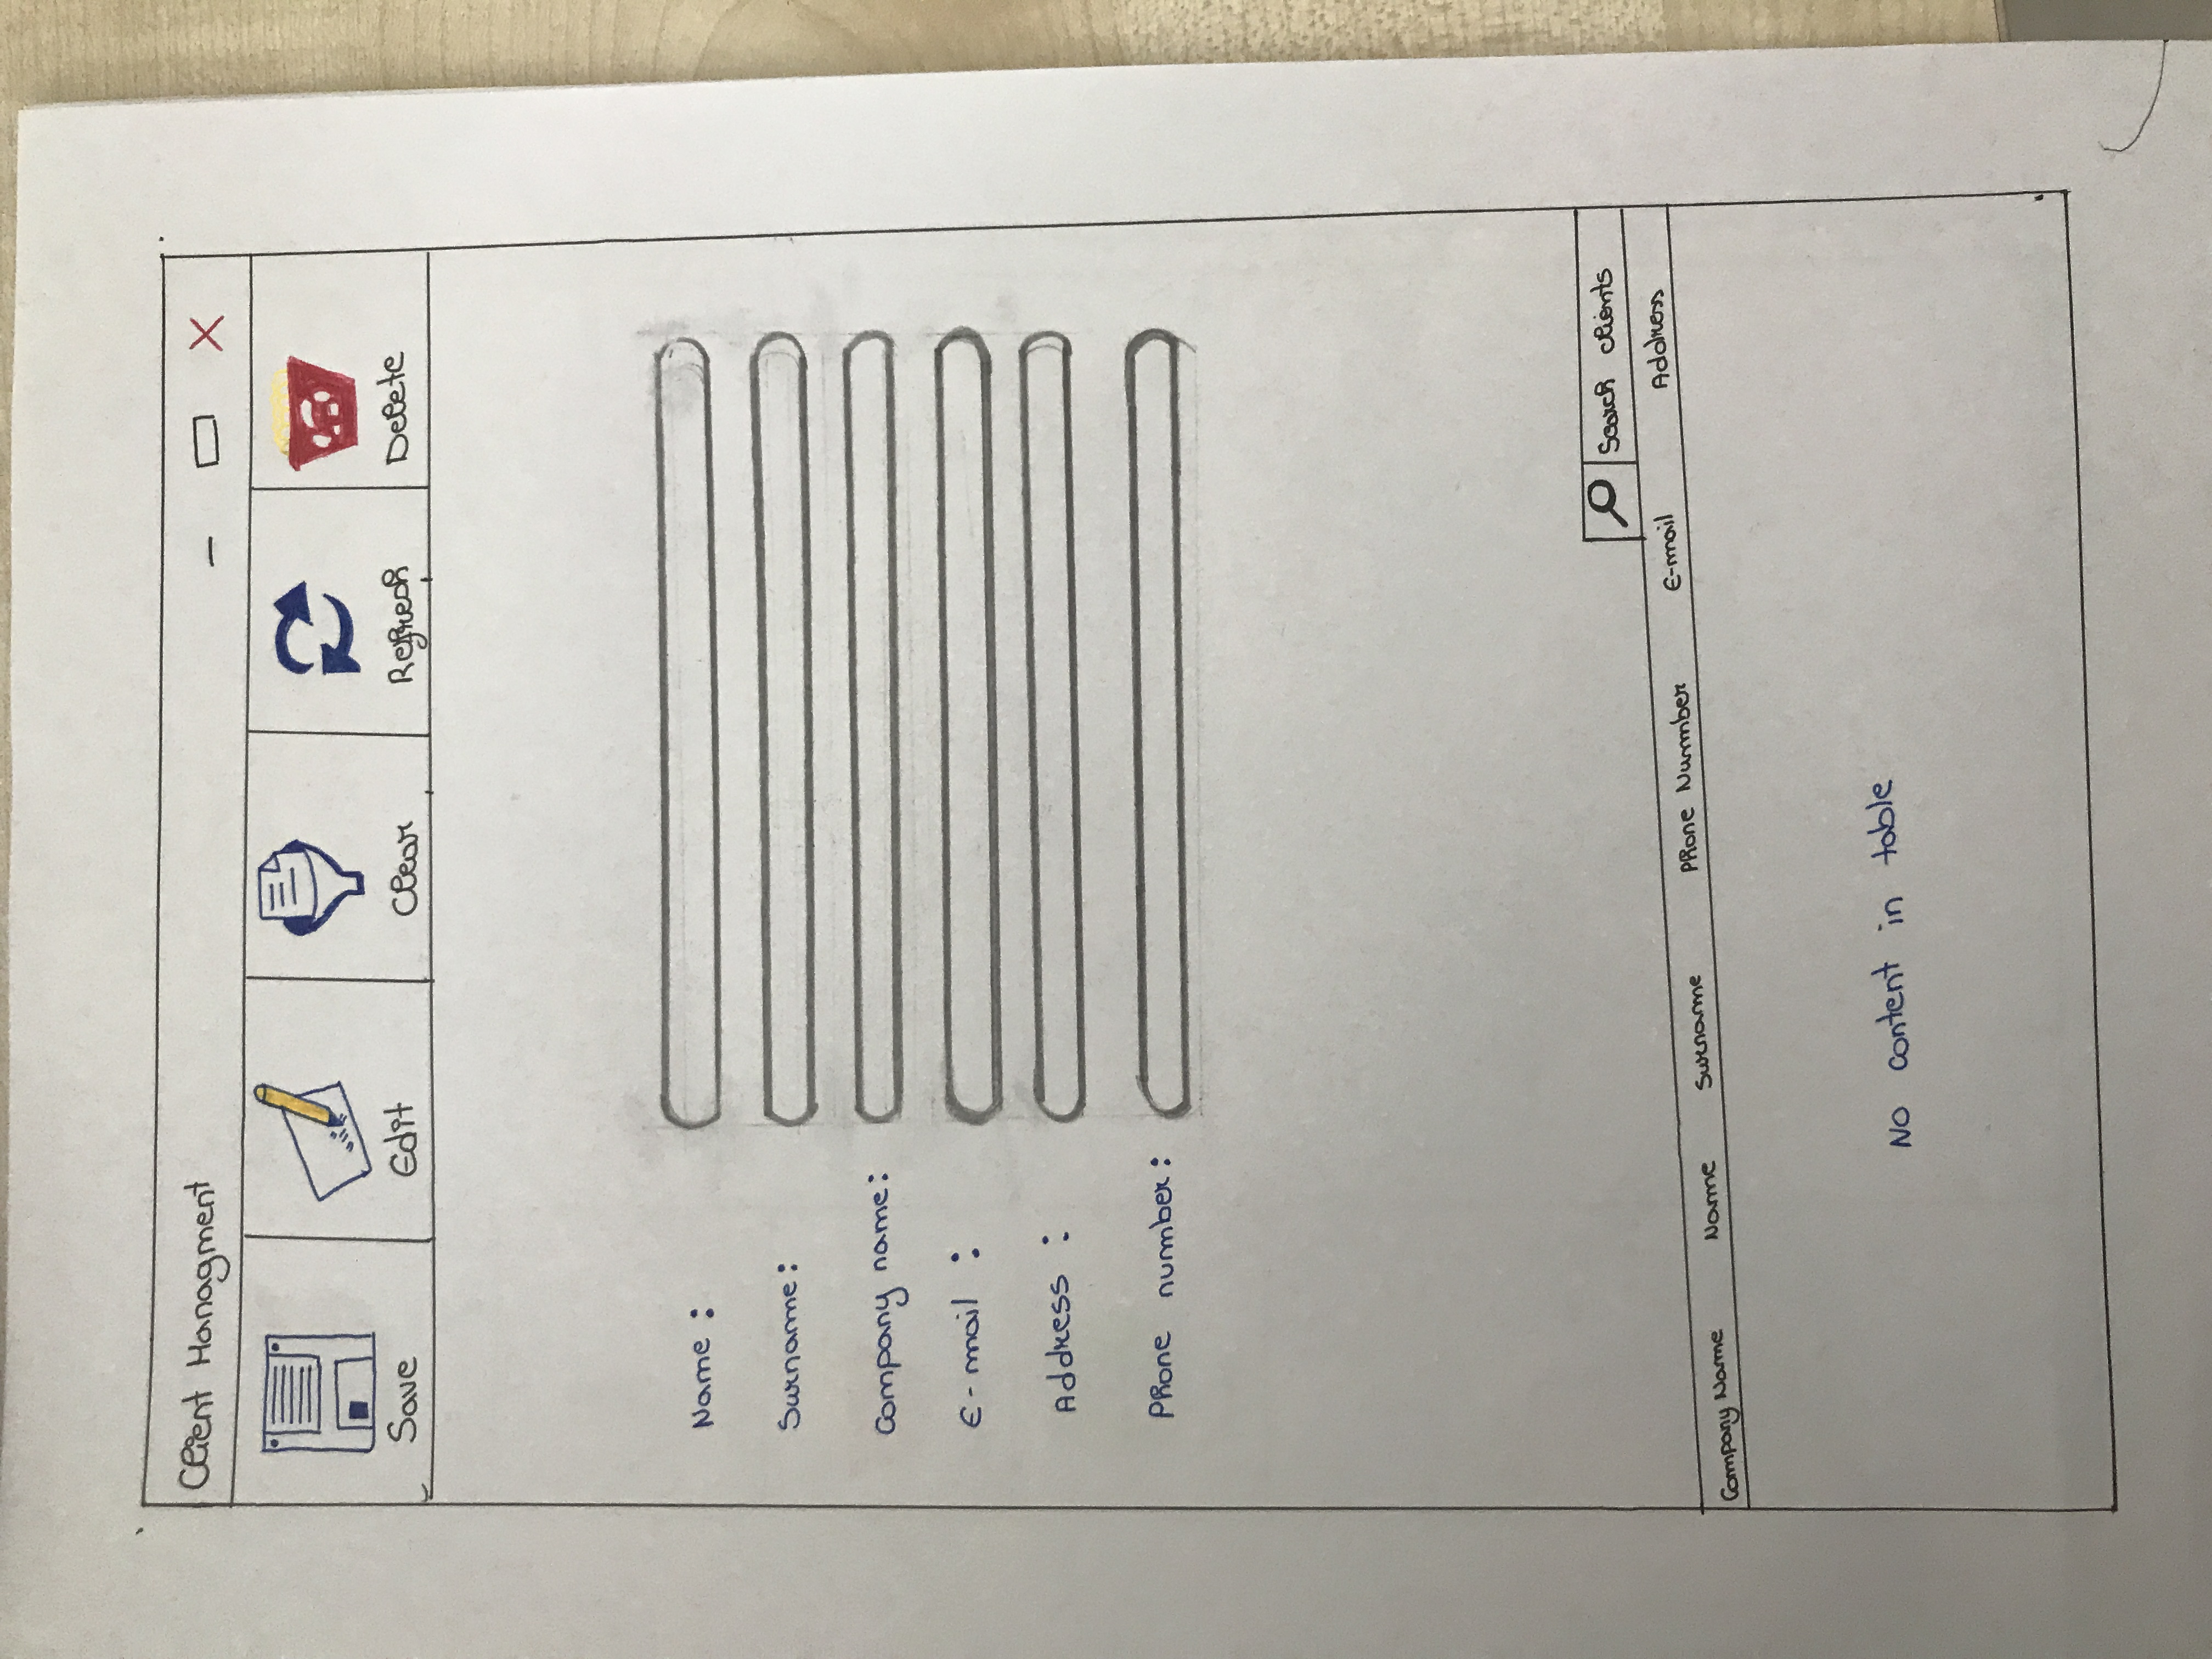 Client Managment
Save Edit Clear Refresh Delete
Name :
Surname :
Company name:
E-mail :
Address :
Phone number:
Search clients
Company Name Name Surname Phone Number E-mail Address
No content in table